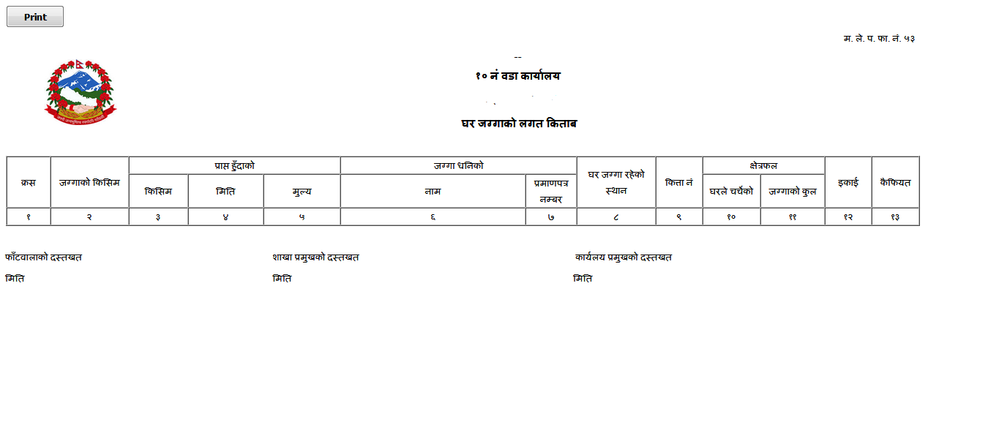 Print
म. ले. प. फा. नं. ५३
--
१० नं वडा कार्यालय
घर जग्गाको लगत किताब
क्रस जग्गाको किसिम प्राप्त हुँदाको जग्गा धनिको घर जग्गा रहेको स्थान कित्ता नं क्षेत्रफल इकाई कैफियत
किसिम मिति मुल्य नाम प्रमाणपत्र नम्बर घरले चर्चेको जग्गाको कुल
१ २ ३ ४ ५ ६ ७ ८ ९ १० ११ १२ १३
फाँटवालाको दस्तखत शाखा प्रमुखको दस्तखत कार्यलय प्रमुखको दस्तखत
मिति मिति मिति